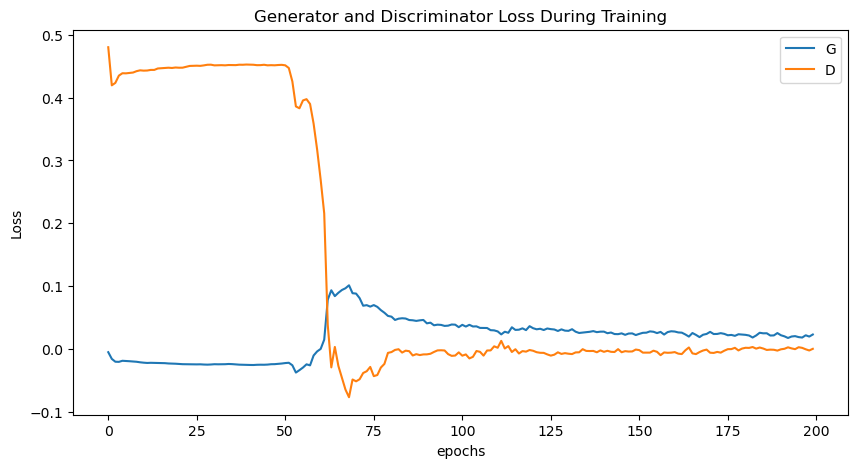 Generator and Discriminator Loss During Training
G
D
Loss
0.5
0.4
0.3
0.2
0.1
0.0
−0.1
0 25 50 75 100 125 150 175 200
epochs